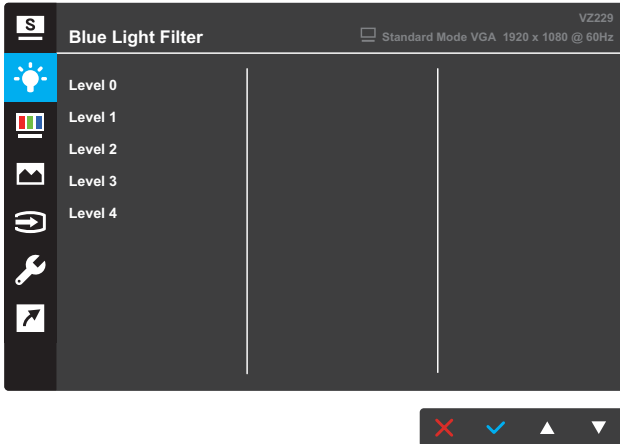 S
VZ229
Blue Light Filter
Standard Mode VGA 1920 x 1080 @ 60Hz
Level 0
Level 1
Level 2
Level 3
Level 4